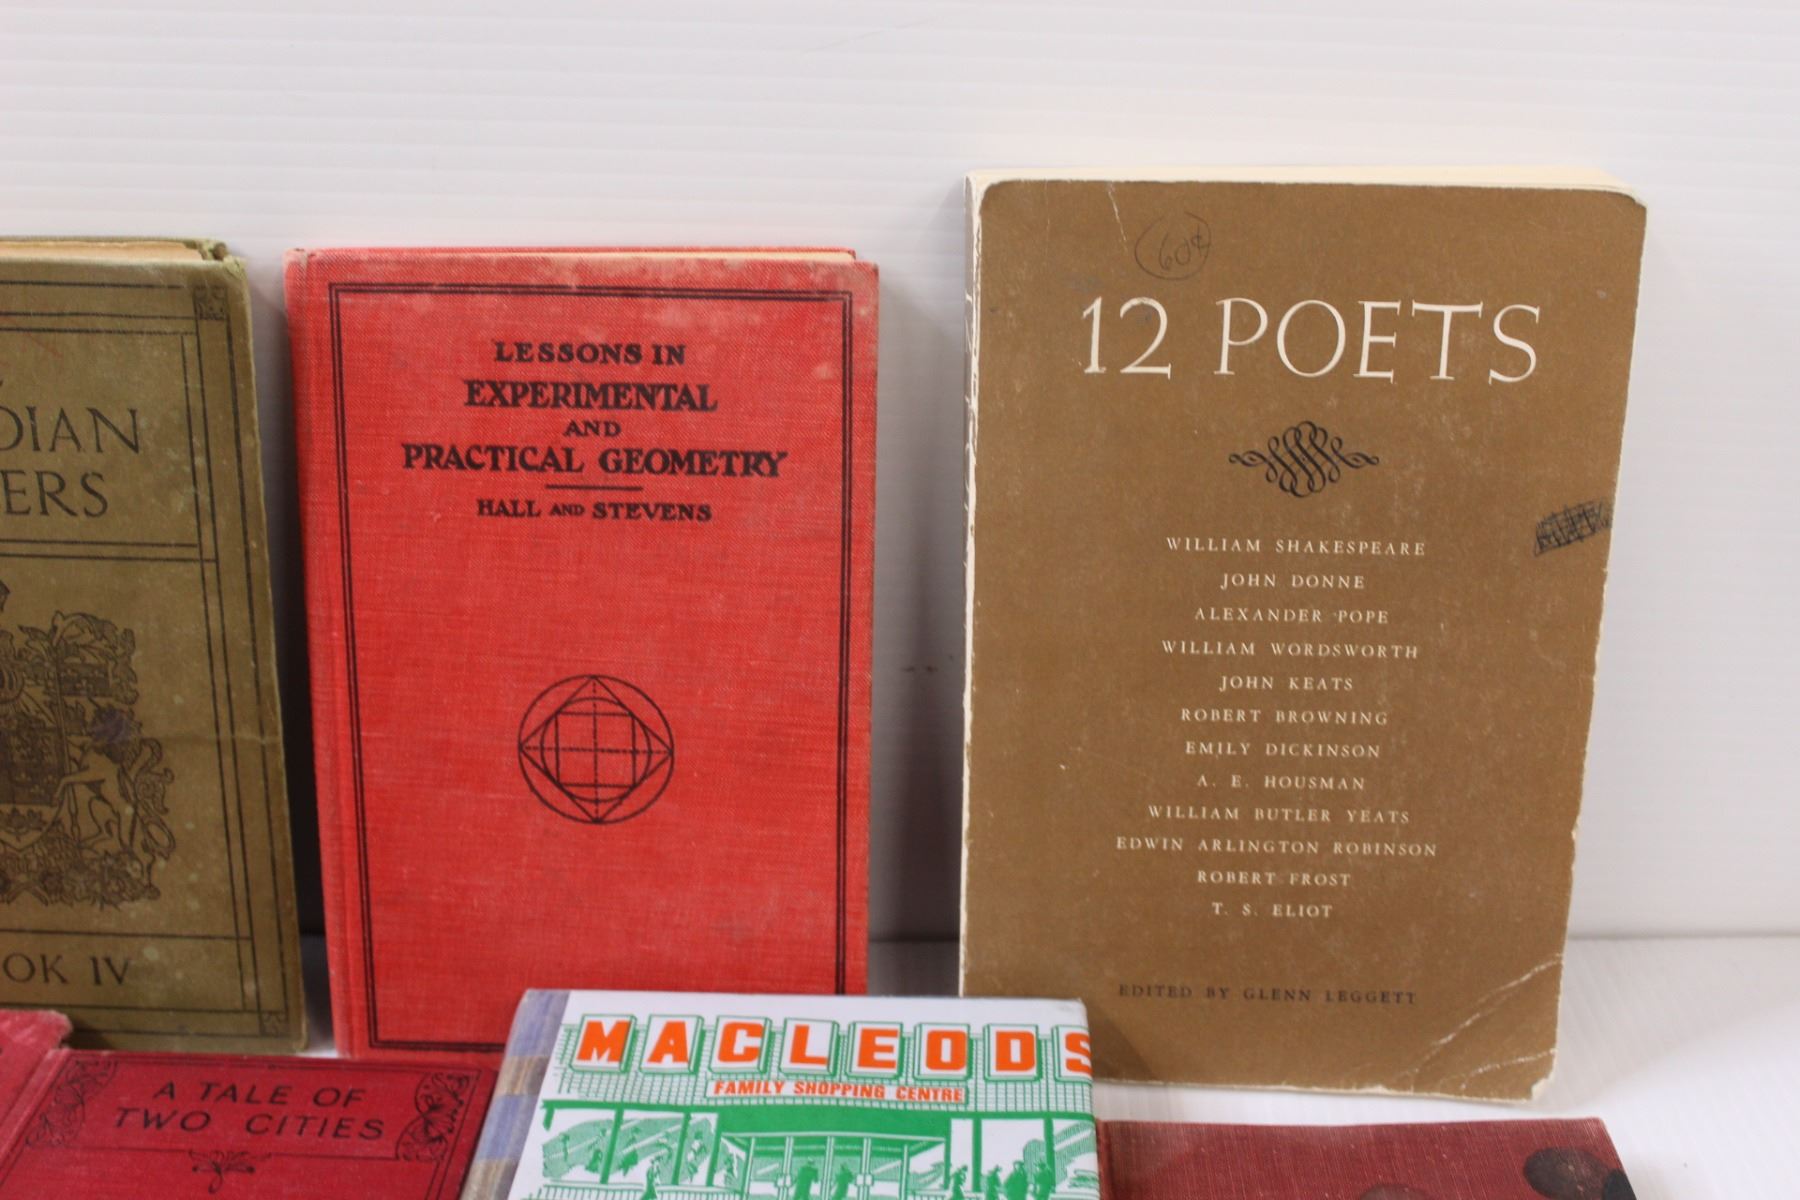 DIAN
ERS
OK IV
LESSONS IN
EXPERIMENTAL
AND
PRACTICAL GEOMETRY
HALL AND STEVENS
60¢
12 POETS
WILLIAM SHAKESPEARE
JOHN DONNE
ALEXANDER POPE
WILLIAM WORDSWORTH
JOHN KEATS
ROBERT BROWNING
EMILY DICKINSON
A. E. HOUSMAN
WILLIAM BUTLER YEATS
EDWIN ARLINGTON ROBINSON
ROBERT FROST
T. S. ELIOT
EDITED BY GLENN LEGGETT
A TALE OF
TWO CITIES
MACLEODS
FAMILY SHOPPING CENTRE